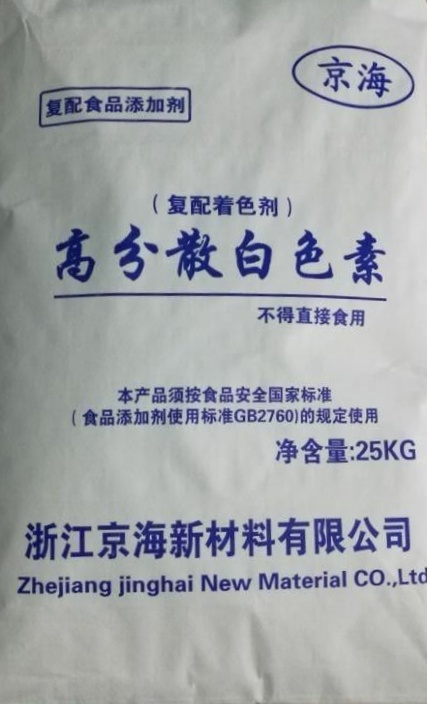 京海
复配食品添加剂
（复配着色剂）
高分散白色素
不得直接食用
本产品须按食品安全国家标准
(食品添加剂使用标准GB2760)的规定使用
净含量:25KG
浙江京海新材料有限公司
Zhejiang jinghai New Material CO.,Ltd